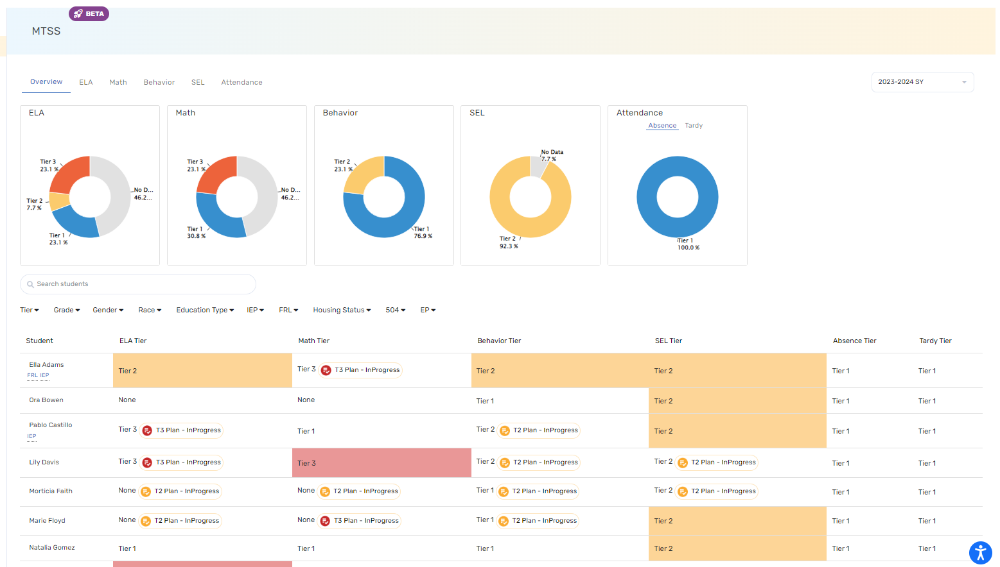 BETA
MTSS
Overview ELA Math Behavior SEL Attendance
2023-2024 SY
ELA
Tier 3
23.1 %
No D...
46.2...
Tier 2
7.7 %
Tier 1
23.1 %
Math
Tier 3
23.1 %
No D...
46.2...
Tier 1
30.8 %
Behavior
Tier 2
23.1 %
Tier 1
76.9 %
SEL
No Data
7.7 %
Tier 2
92.3 %
Attendance
Absence Tardy
Tier 1
100.0 %
Search students
Tier Grade Gender Race Education Type IEP FRL Housing Status 504 EP
Student ELA Tier Math Tier Behavior Tier SEL Tier Absence Tier Tardy Tier
Ella Adams
FRL IEP
Tier 2 Tier 3 T3 Plan - InProgress Tier 2 Tier 2 Tier 1 Tier 1
Ora Bowen None None Tier 1 Tier 2 Tier 1 Tier 1
Pablo Castillo
IEP
Tier 3 T3 Plan - InProgress Tier 1 Tier 2 T2 Plan - InProgress Tier 2 Tier 1 Tier 1
Lily Davis Tier 3 T3 Plan - InProgress Tier 3 Tier 2 T2 Plan - InProgress Tier 2 T2 Plan - InProgress Tier 1 Tier 1
Morticia Faith None T2 Plan - InProgress None T2 Plan - InProgress Tier 1 T2 Plan - InProgress Tier 2 T2 Plan - InProgress Tier 1 Tier 1
Marie Floyd None T2 Plan - InProgress None T3 Plan - InProgress Tier 1 T2 Plan - InProgress Tier 2 Tier 1 Tier 1
Natalia Gomez Tier 1 Tier 1 Tier 1 Tier 2 Tier 1 Tier 1